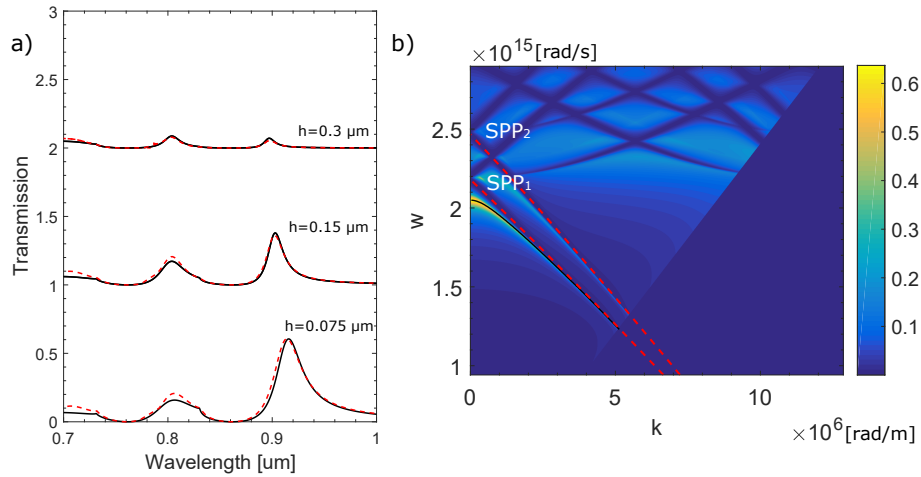 a)
3
2.5
2
1.5
1
0.5
0
0.7
0.8
0.9
1
Transmission
Wavelength [um]
h=0.3 µm
h=0.15 µm
h=0.075 µm
b)
×10¹⁵[rad/s]
2.5
2
1.5
1
w
SPP₂
SPP₁
0
5
10
k
×10⁶[rad/m]
0.6
0.5
0.4
0.3
0.2
0.1